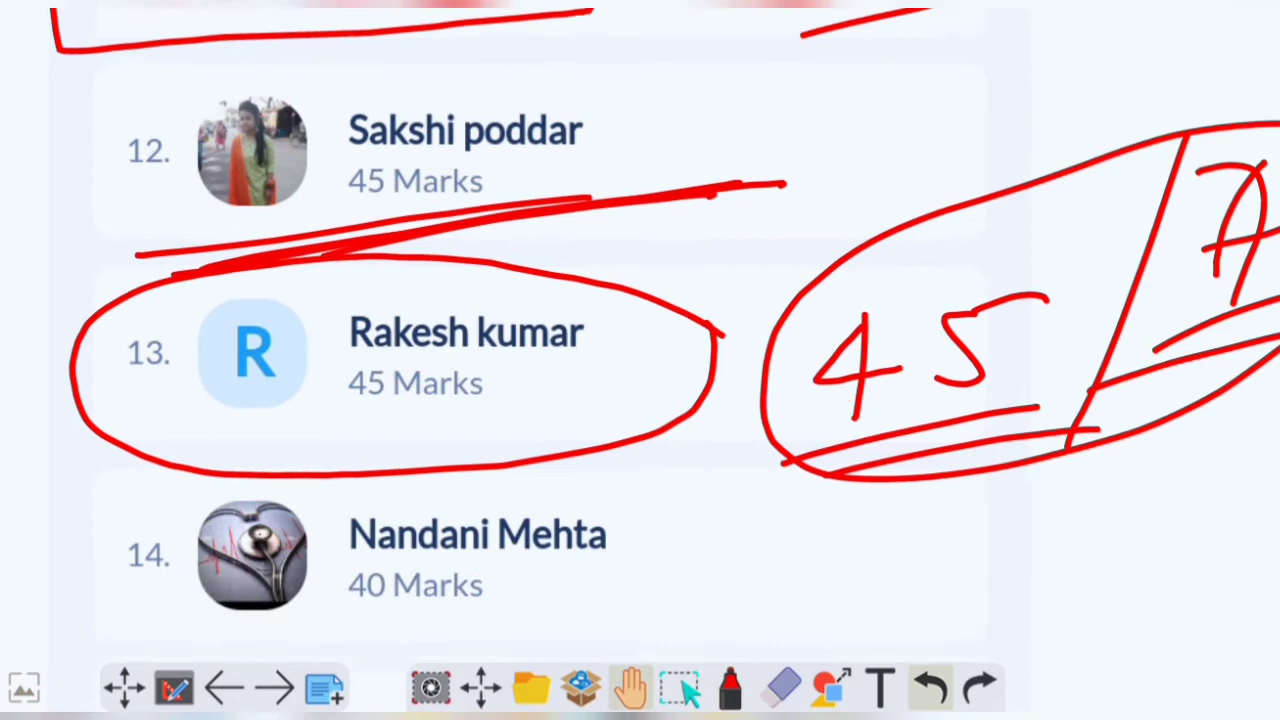 12.
Sakshi poddar
45 Marks
13.
R
Rakesh kumar
45 Marks
45
14.
Nandani Mehta
40 Marks
T